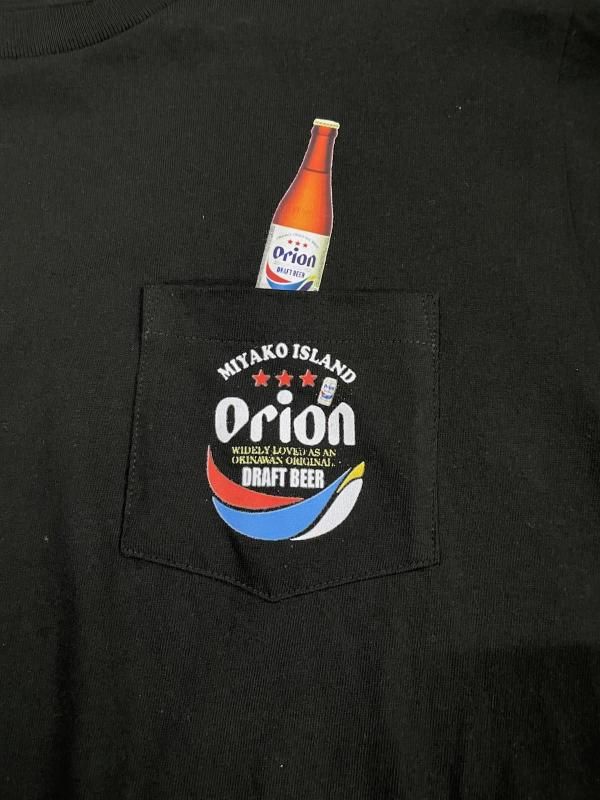 Orion
DRAFT BEER
MIYAKO ISLAND
Orion
WIDELY LOVED AS AN
OKINAWAN ORIGINAL.
DRAFT BEER